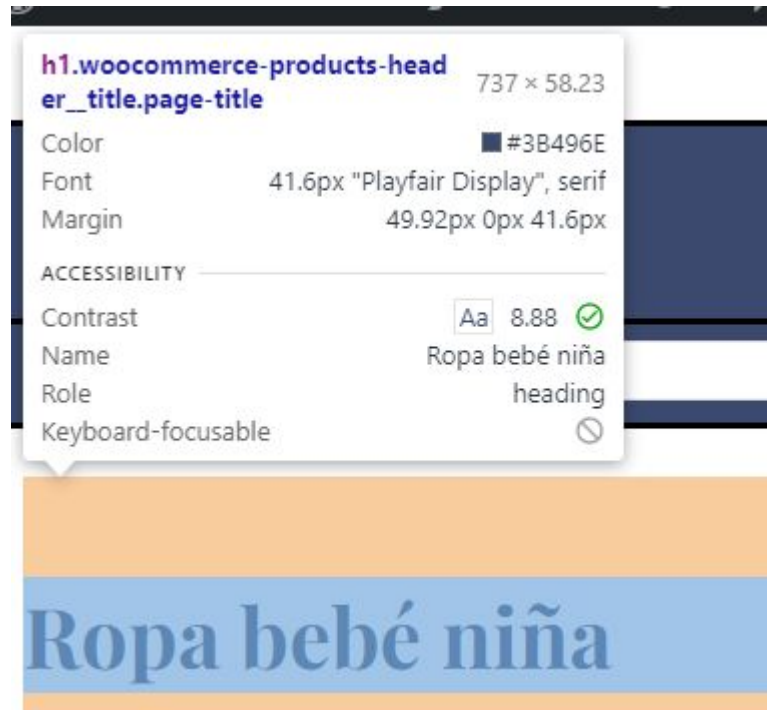 h1.woocommerce-products-head 737 × 58.23
er__title.page-title
Color #3B496E
Font 41.6px "Playfair Display", serif
Margin 49.92px 0px 41.6px
ACCESSIBILITY
Contrast Aa 8.88
Name Ropa bebé niña
Role heading
Keyboard-focusable
Ropa bebé niña